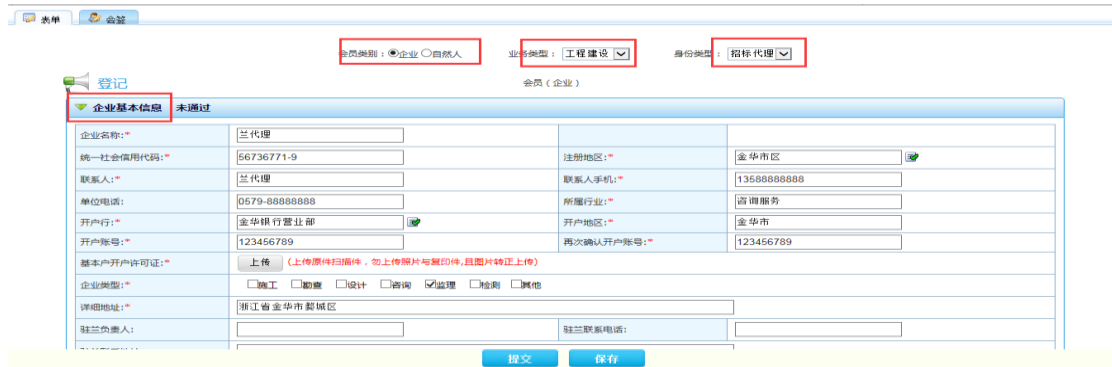 表单 会签
会员类别：企业 自然人 业务类型： 工程建设 身份类型： 招标代理
登记 会员（企业）
企业基本信息 未通过
企业名称:* 兰代理
统一社会信用代码:* 56736771-9 注册地区:* 金华市区
联系人:* 兰代理 联系人手机:* 13588888888
单位电话: 0579-88888888 所属行业:* 咨询服务
开户行:* 金华银行营业部 开户地区:* 金华市
开户账号:* 123456789 再次确认开户账号:* 123456789
基本户开户许可证:* 上传 (上传原件扫描件，勿上传照片与复印件,且图片转正上传)
企业类型:* 施工 勘查 设计 咨询 监理 检测 其他
详细地址:* 浙江省金华市婺城区
驻兰负责人: 驻兰联系电话:
提交 保存